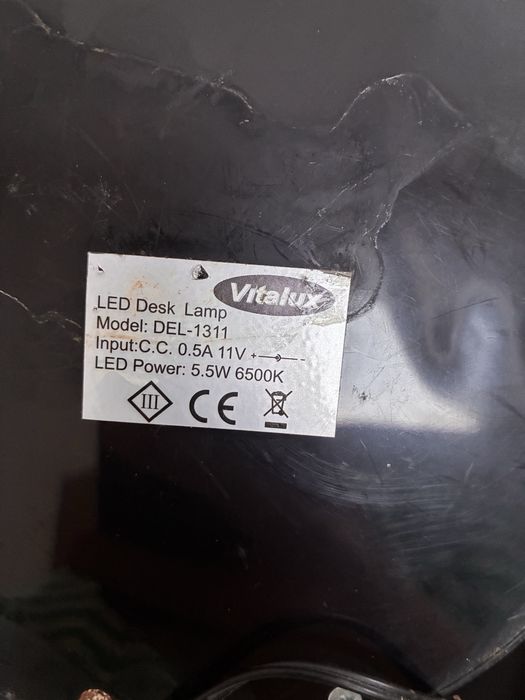 Vitalux
LED Desk Lamp
Model: DEL-1311
Input:C.C. 0.5A 11V + -
LED Power: 5.5W 6500K
III CE